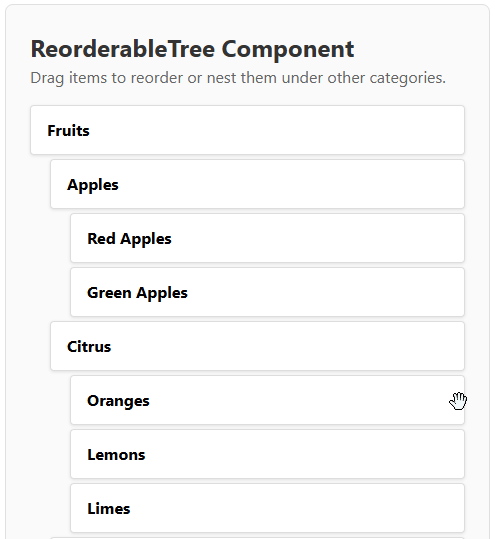 ReorderableTree Component
Drag items to reorder or nest them under other categories.
Fruits
Apples
Red Apples
Green Apples
Citrus
Oranges
Lemons
Limes